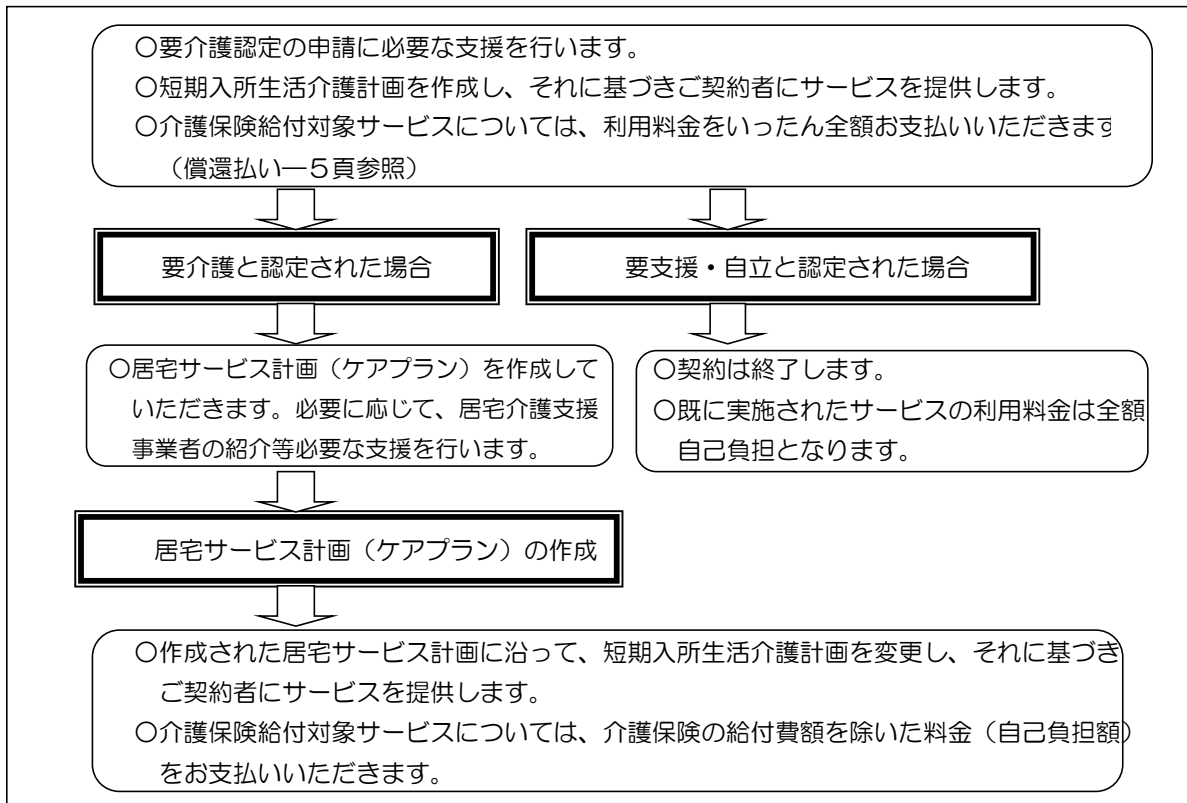 ○要介護認定の申請に必要な支援を行います。
○短期入所生活介護計画を作成し、それに基づきご契約者にサービスを提供します。
○介護保険給付対象サービスについては、利用料金をいったん全額お支払いいただきます
（償還払い―5頁参照）
要介護と認定された場合
要支援・自立と認定された場合
○居宅サービス計画（ケアプラン）を作成して
いただきます。必要に応じて、居宅介護支援
事業者の紹介等必要な支援を行います。
○契約は終了します。
○既に実施されたサービスの利用料金は全額
自己負担となります。
居宅サービス計画（ケアプラン）の作成
○作成された居宅サービス計画に沿って、短期入所生活介護計画を変更し、それに基づき
ご契約者にサービスを提供します。
○介護保険給付対象サービスについては、介護保険の給付費額を除いた料金（自己負担額）
をお支払いいただきます。